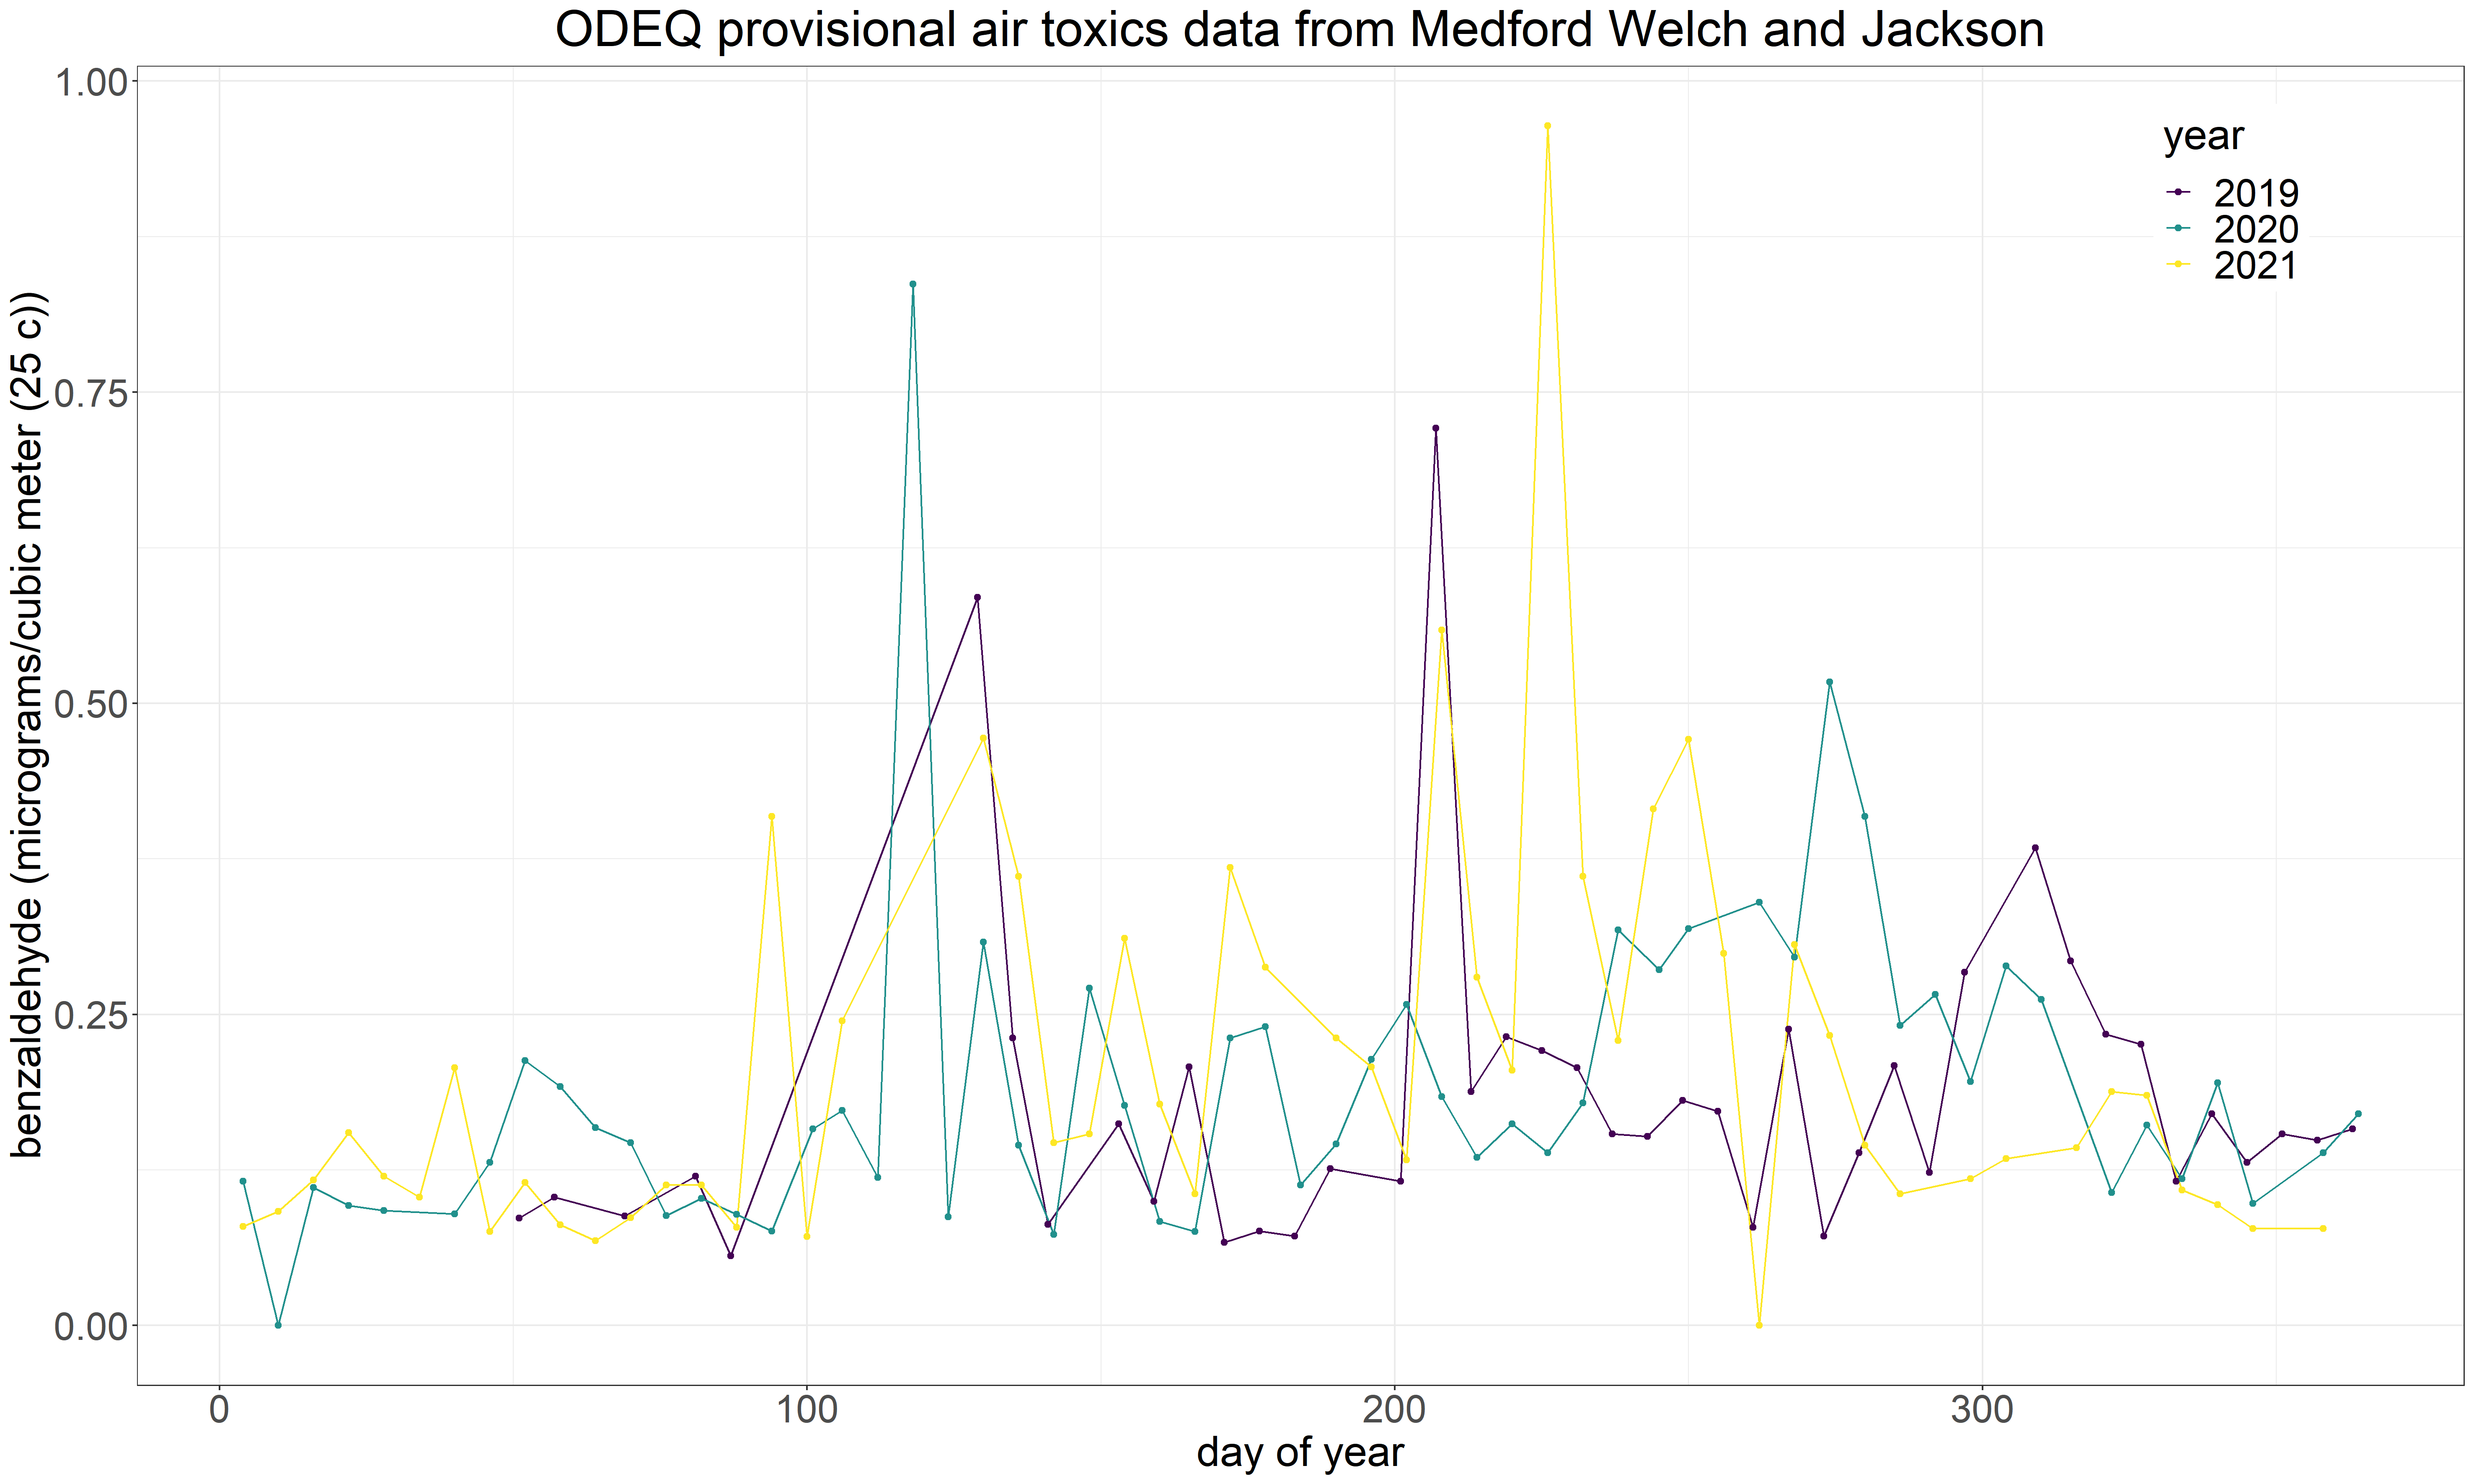 ODEQ provisional air toxics data from Medford Welch and Jackson
benzaldehyde (micrograms/cubic meter (25 c))
1.00
0.75
0.50
0.25
0.00
year
2019
2020
2021
0 100 200 300
day of year